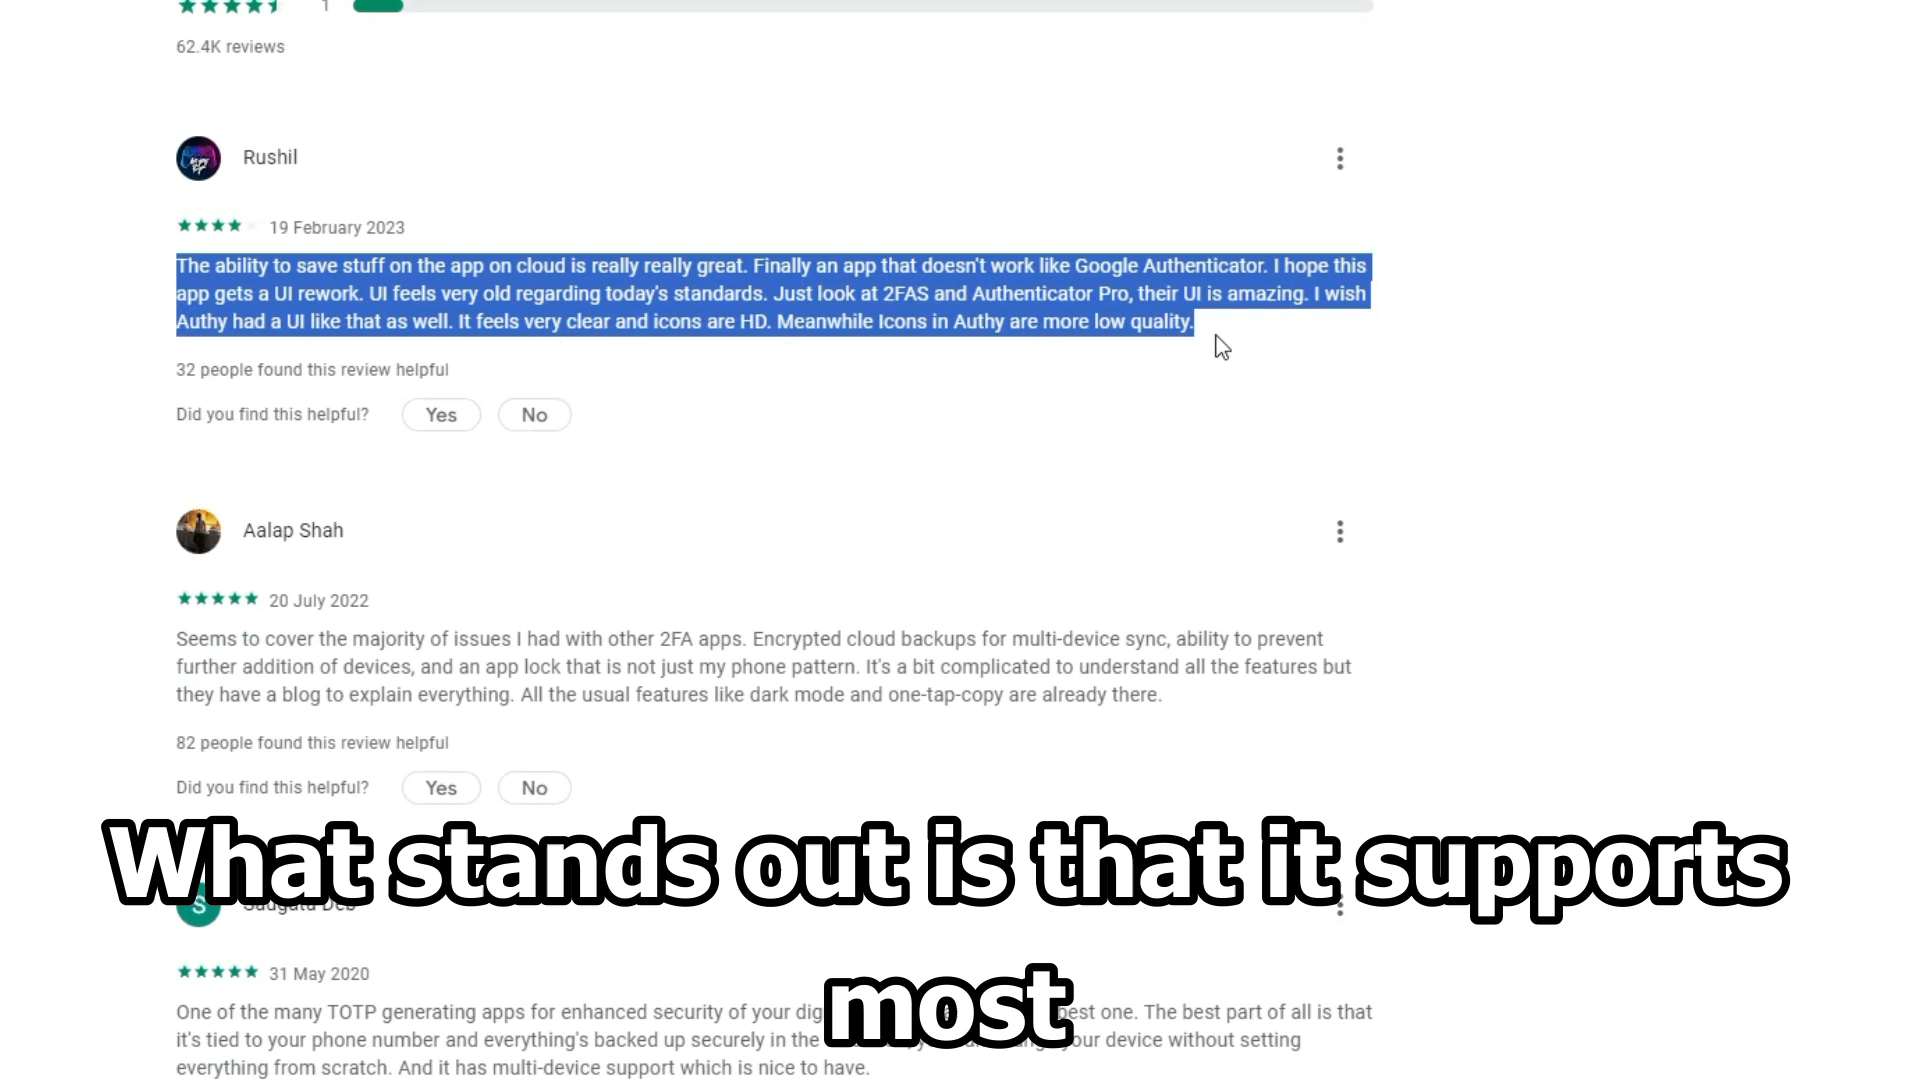 1
62.4K reviews
Rushil
19 February 2023
The ability to save stuff on the app on cloud is really really great. Finally an app that doesn't work like Google Authenticator. I hope this
app gets a UI rework. UI feels very old regarding today's standards. Just look at 2FAS and Authenticator Pro, their UI is amazing. I wish
Authy had a UI like that as well. It feels very clear and icons are HD. Meanwhile Icons in Authy are more low quality.
32 people found this review helpful
Did you find this helpful? Yes No
Aalap Shah
20 July 2022
Seems to cover the majority of issues I had with other 2FA apps. Encrypted cloud backups for multi-device sync, ability to prevent
further addition of devices, and an app lock that is not just my phone pattern. It's a bit complicated to understand all the features but
they have a blog to explain everything. All the usual features like dark mode and one-tap-copy are already there.
82 people found this review helpful
Did you find this helpful? Yes No
What stands out is that it supports
most
S
31 May 2020
One of the many TOTP generating apps for enhanced security of your best one. The best part of all is that
it's tied to your phone number and everything's backed up securely in the your device without setting
everything from scratch. And it has multi-device support which is nice to have.